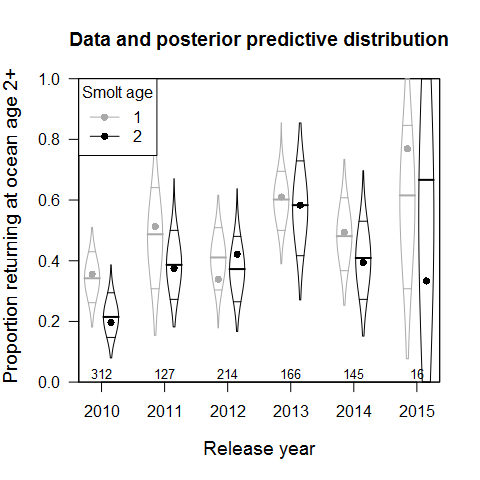 Data and posterior predictive distribution
Proportion returning at ocean age 2+
1.0
0.8
0.6
0.4
0.2
0.0
Smolt age
1
2
312 127 214 166 145 16
2010 2011 2012 2013 2014 2015
Release year